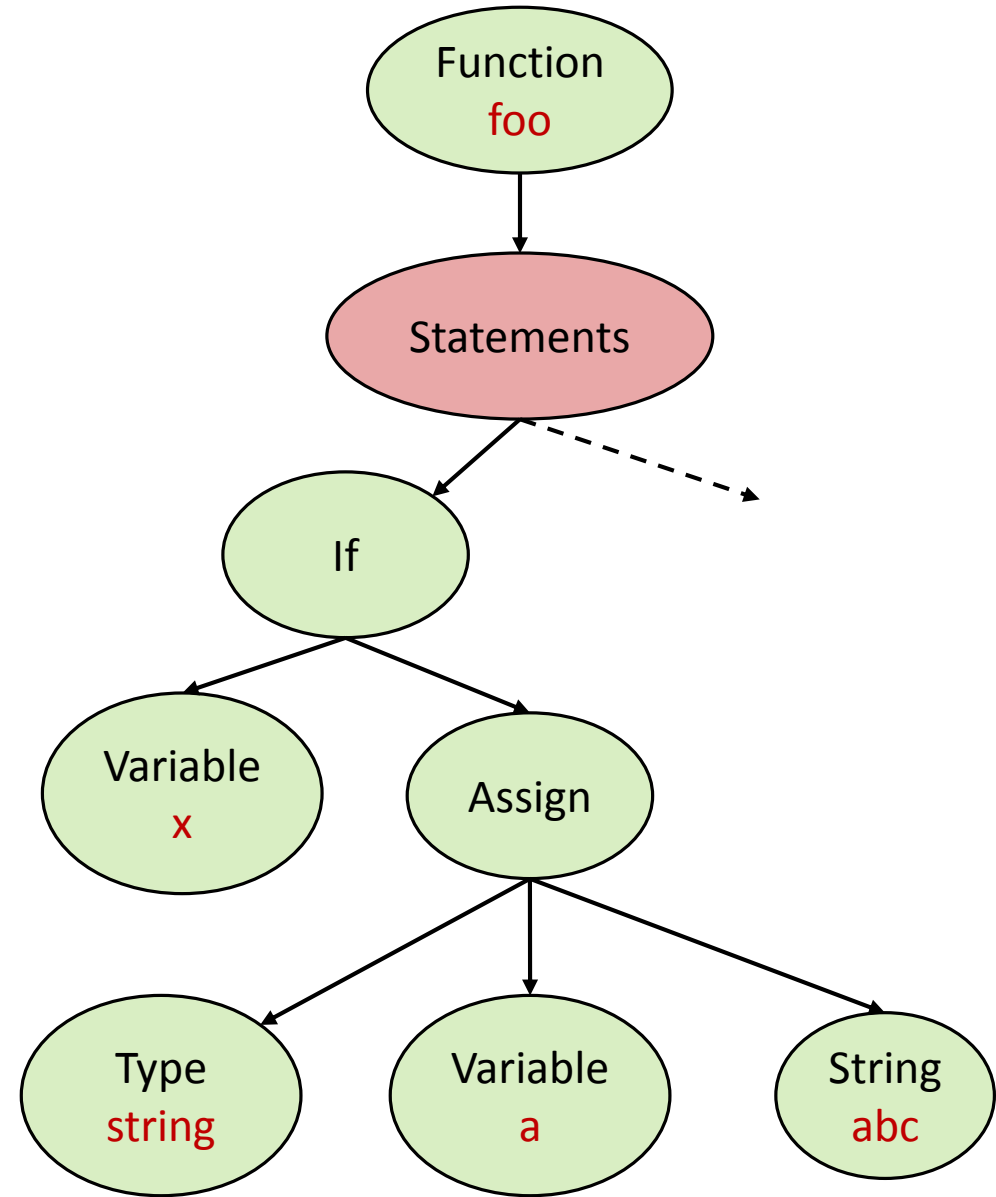 Function
foo
Statements
If
Variable
x
Assign
Type
string
Variable
a
String
abc